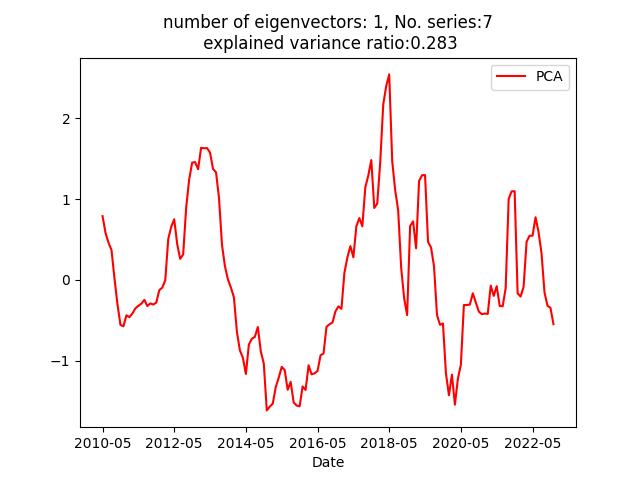 number of eigenvectors: 1, No. series:7
explained variance ratio:0.283
PCA
2
1
0
−1
2010-05 2012-05 2014-05 2016-05 2018-05 2020-05 2022-05
Date